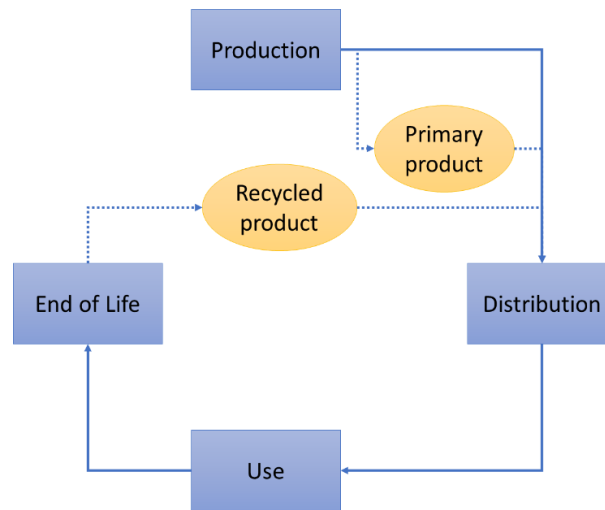 Production
Primary
product
Recycled
product
End of Life
Distribution
Use